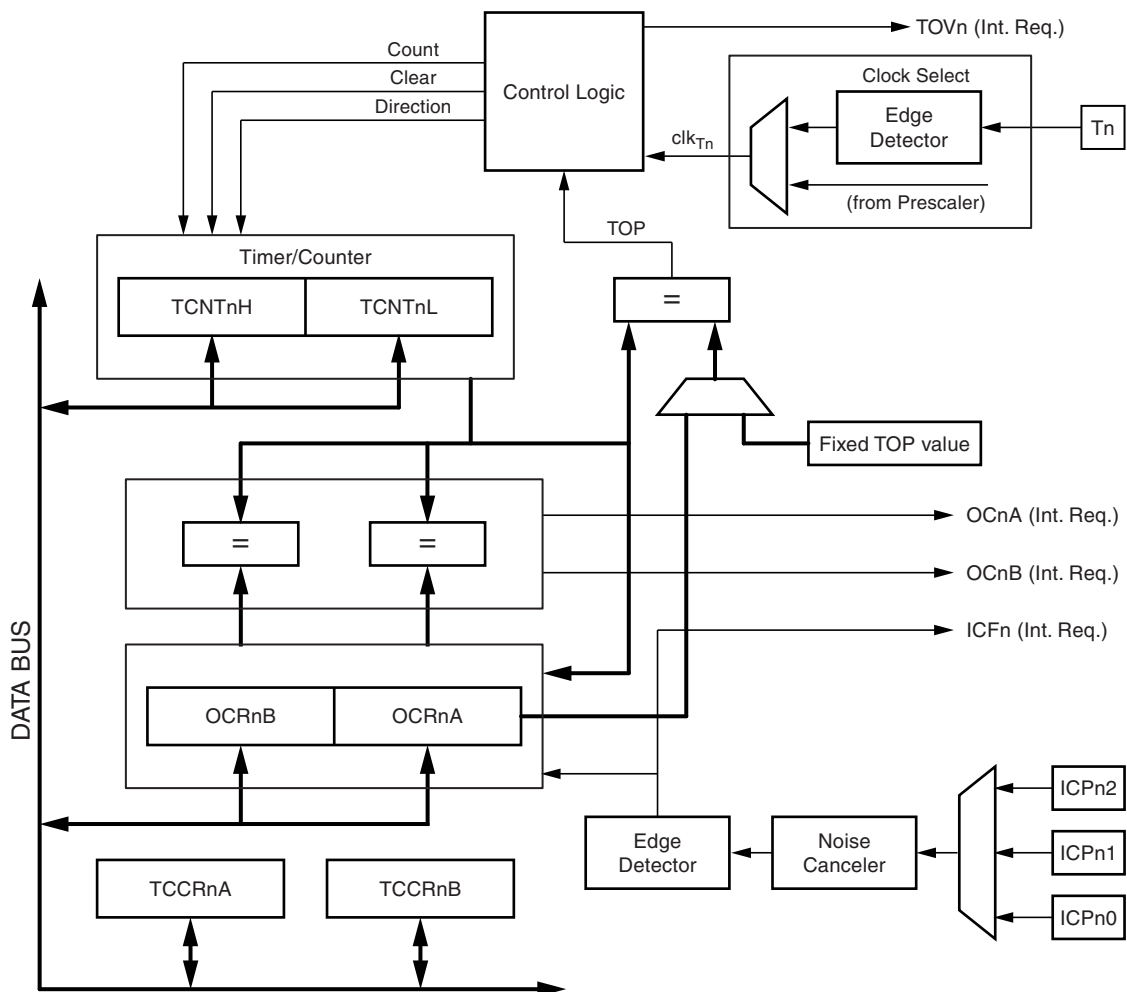 TOVn (Int. Req.)
Count
Clear
Direction
Control Logic
Clock Select
Edge
Detector
Tn
clkTn
(from Prescaler)
TOP
Timer/Counter
TCNTnH
TCNTnL
=
Fixed TOP value
=
=
OCnA (Int. Req.)
OCnB (Int. Req.)
ICFn (Int. Req.)
DATA BUS
OCRnB
OCRnA
ICPn2
Edge
Detector
Noise
Canceler
ICPn1
ICPn0
TCCRnA
TCCRnB